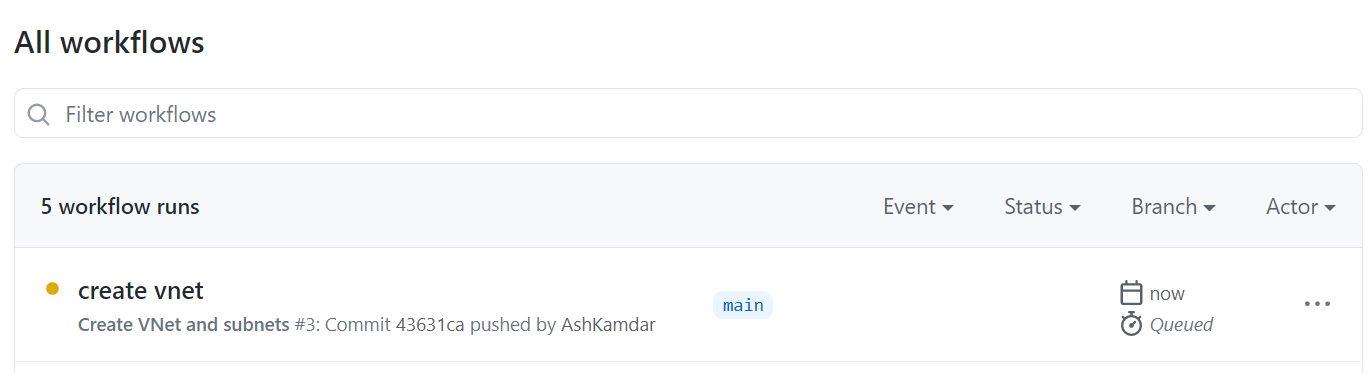 All workflows
Filter workflows
5 workflow runs Event Status Branch Actor
create vnet
Create VNet and subnets #3: Commit 43631ca pushed by AshKamdar
main
now
Queued